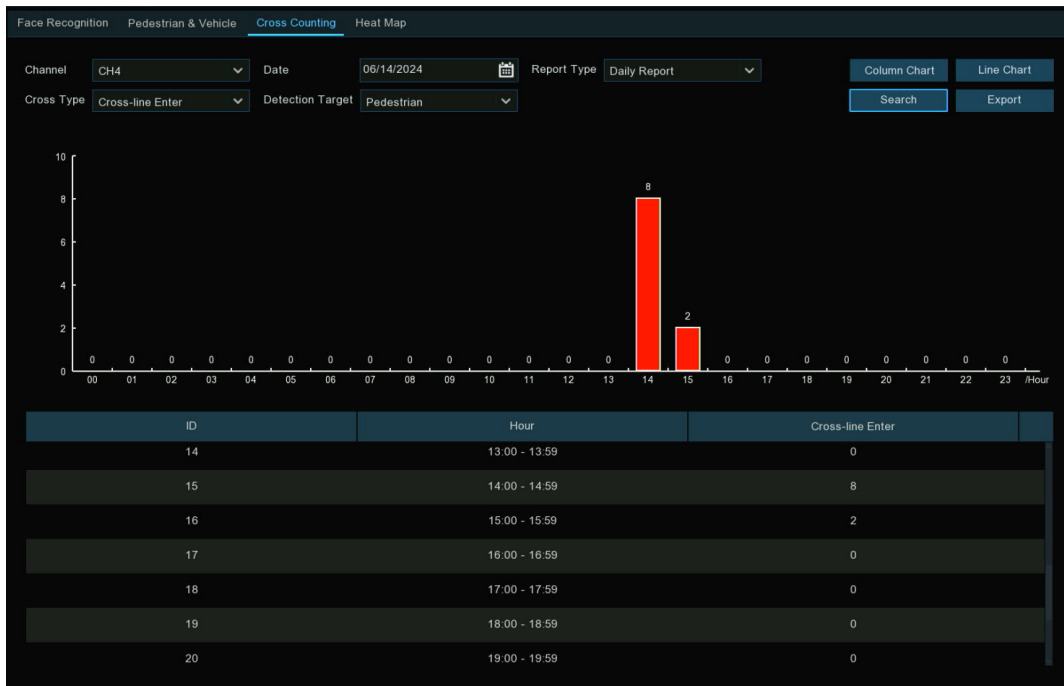 Face Recognition Pedestrian & Vehicle Cross Counting Heat Map
Channel CH4 Date 06/14/2024 Report Type Daily Report Column Chart Line Chart
Cross Type Cross-line Enter Detection Target Pedestrian Search Export
10
8
8
6
4
2
2
0 0 0 0 0 0 0 0 0 0 0 0 0 0 0 0 0 0 0 0 0 0
0
00 01 02 03 04 05 06 07 08 09 10 11 12 13 14 15 16 17 18 19 20 21 22 23 /Hour
ID Hour Cross-line Enter
14 13:00 - 13:59 0
15 14:00 - 14:59 8
16 15:00 - 15:59 2
17 16:00 - 16:59 0
18 17:00 - 17:59 0
19 18:00 - 18:59 0
20 19:00 - 19:59 0